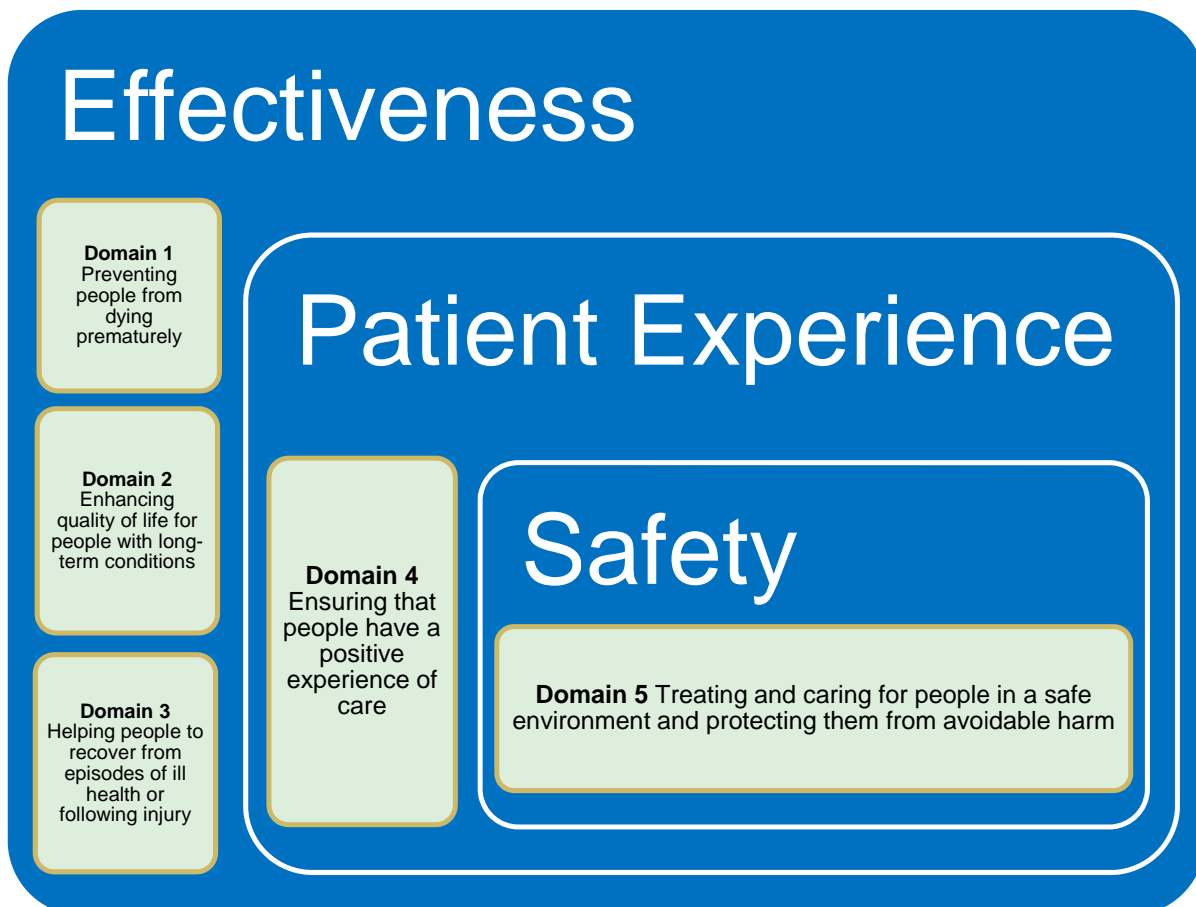 Effectiveness
Domain 1
Preventing
people from
dying
prematurely
Domain 2
Enhancing
quality of life for
people with long-
term conditions
Domain 3
Helping people to
recover from
episodes of ill
health or
following injury
Patient Experience
Domain 4
Ensuring that
people have a
positive
experience of
care
Safety
Domain 5 Treating and caring for people in a safe
environment and protecting them from avoidable harm